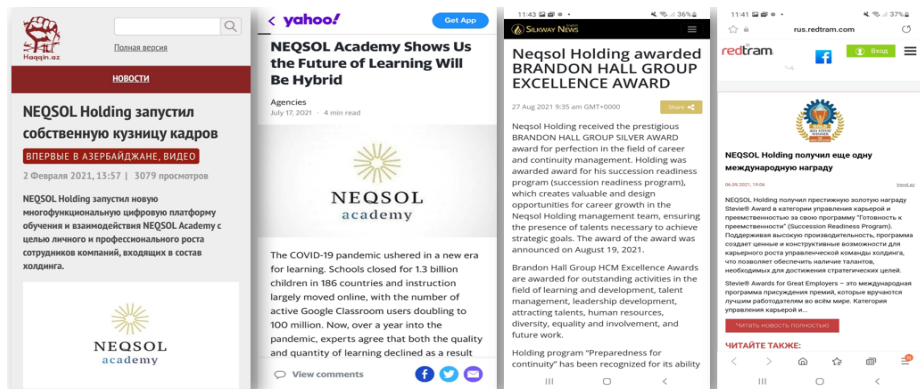 Haqqin.az
Полная версия
НОВОСТИ
NEQSOL Holding запустил
собственную кузницу кадров
ВПЕРВЫЕ В АЗЕРБАЙДЖАНЕ, ВИДЕО
2 Февраля 2021, 13:57 | 3079 просмотров
NEQSOL Holding запустил новую
многофункциональную цифровую платформу
обучения и взаимодействия NEQSOL Academy с
целью личного и профессионального роста
сотрудников компаний, входящих в состав
холдинга.
NEQSOL
academy
yahoo!
Get App
NEQSOL Academy Shows Us
the Future of Learning Will
Be Hybrid
Agencies
July 17, 2021 · 4 min read
NEQSOL
academy
The COVID-19 pandemic ushered in a new era
for learning. Schools closed for 1.3 billion
children in 186 countries and instruction
largely moved online, with the number of
active Google Classroom users doubling to
100 million. Now, over a year into the
pandemic, experts agree that both the quality
and quantity of learning declined as a result
View comments
11:43
36%
SILKWAY NEWS
Neqsol Holding awarded
BRANDON HALL GROUP
EXCELLENCE AWARD
27 Aug 2021 9:35 am GMT+0000
Share
Neqsol Holding received the prestigious
BRANDON HALL GROUP SILVER AWARD
award for perfection in the field of career
and continuity management. Holding was
awarded award for his succession readiness
program (succession readiness program),
which creates valuable and design
opportunities for career growth in the
Neqsol Holding management team, ensuring
the presence of talents necessary to achieve
strategic goals. The award of the award was
announced on August 19, 2021.
Brandon Hall Group HCM Excellence Awards
are awarded for outstanding activities in the
field of learning and development, talent
management, leadership development,
attracting talents, human resources,
diversity, equality and involvement, and
future work.
Holding program “Preparedness for
continuity” has been recognized for its ability
11:41
37%
rus.redtram.com
redtram
Вход
NEQSOL Holding получил еще одну
международную награду
06.09.2021, 19:06
NEQSOL Holding получил престижную золотую награду
Stevie® Award в категории управления карьерой и
преемственностью за свою программу "Готовность к
преемственности" (Succession Readiness Program).
Поддерживая высокую производительность, программа
создает ценные и конструктивные возможности для
карьерного роста управленческой команды холдинга,
что позволяет обеспечить наличие талантов,
необходимых для достижения стратегических целей.
Stevie® Awards for Great Employers – это международная
программа присуждения премий, которые вручаются
лучшим работодателям во всём мире. Категория
управления карьерой и...
Читать новость полностью
ЧИТАЙТЕ ТАКЖЕ: